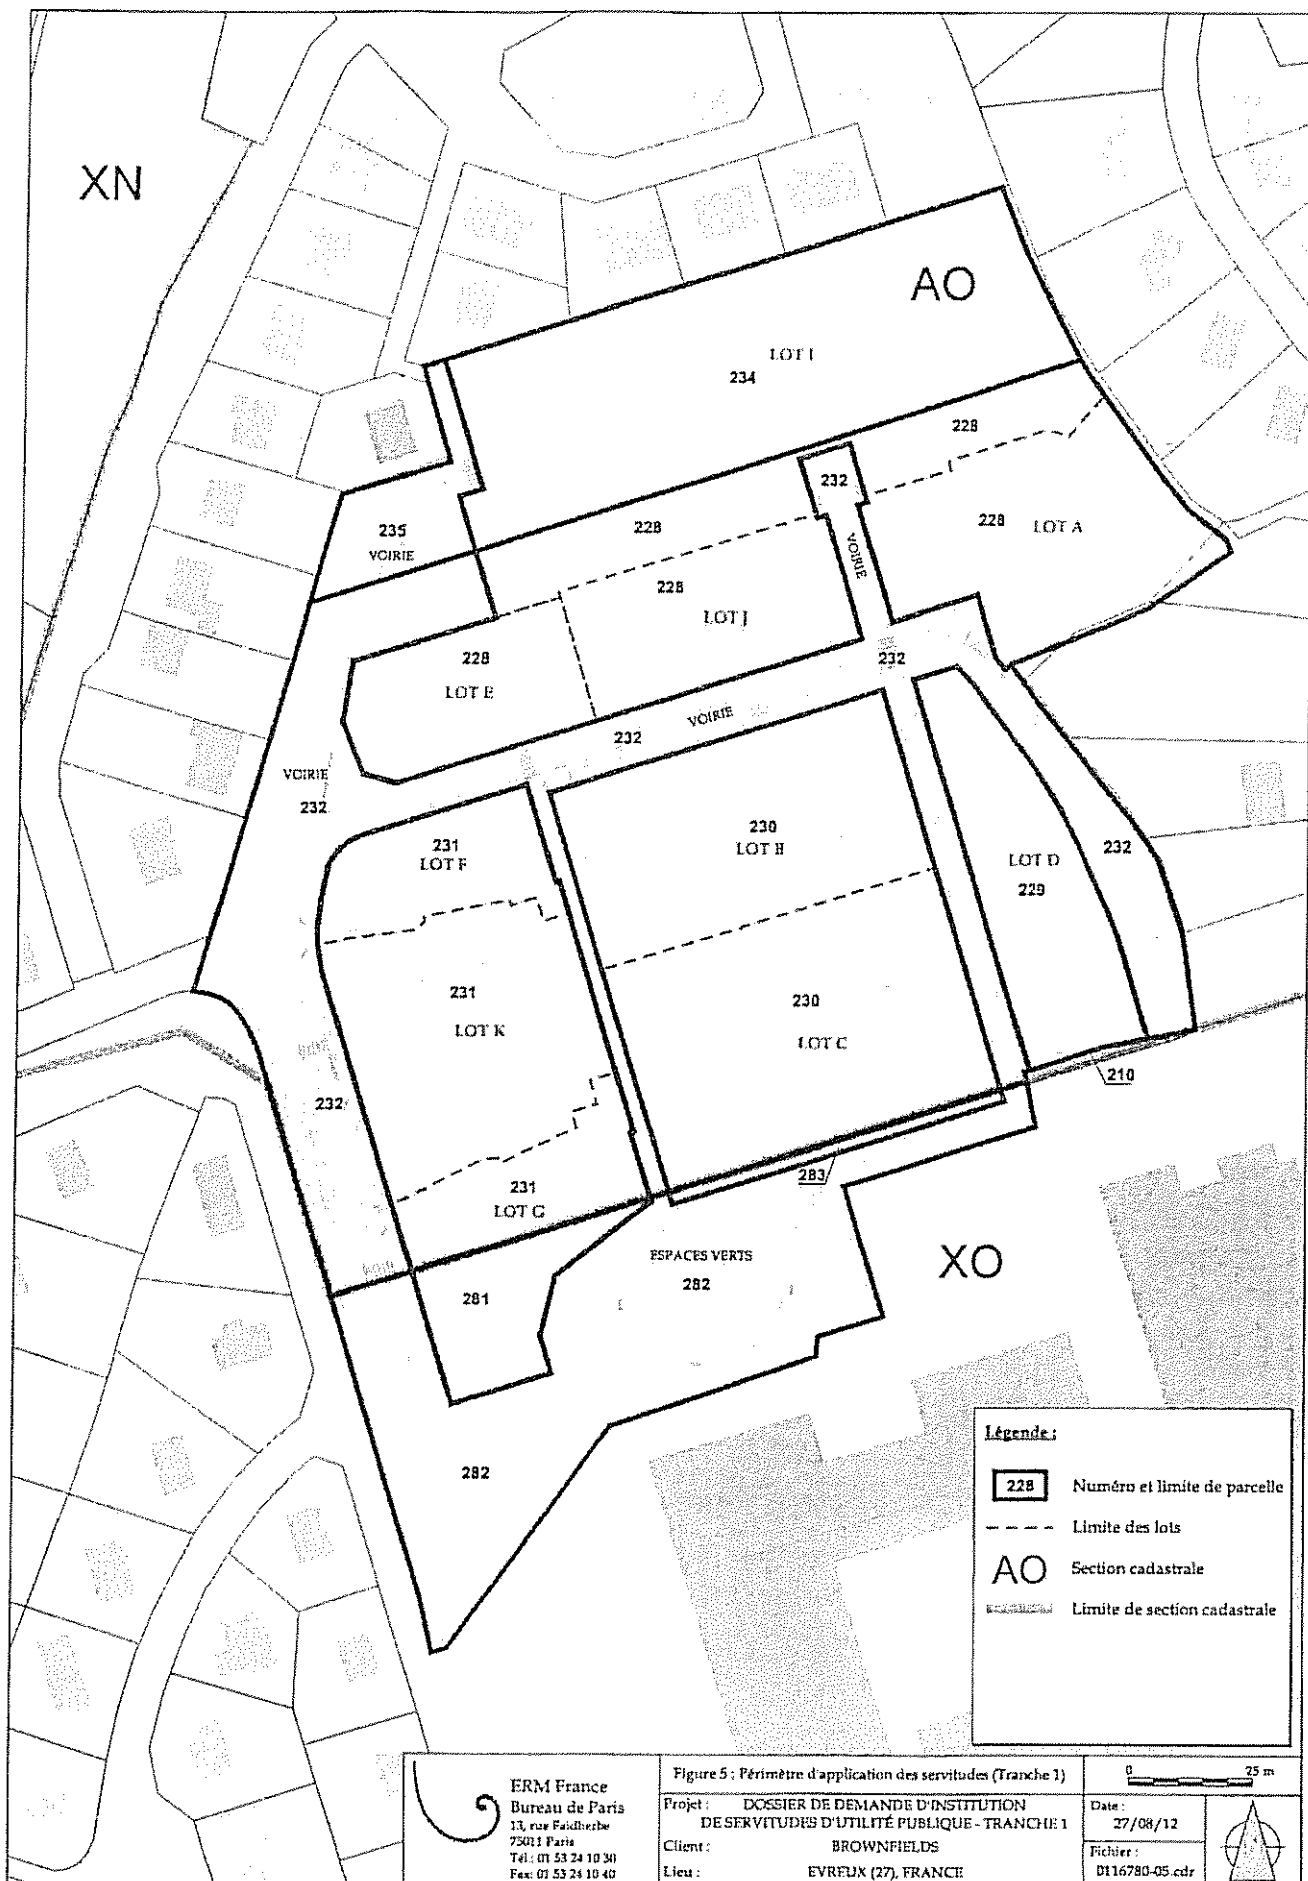 XN
AO
LOT I
234
228
232
235
VOIRIE
228
228
LOT A
VOIRIE
228
LOT J
228
LOT E
232
VOIRIE
232
VOIRIE
232
231
LOT F
230
LOT B
LOT D
229
232
231
LOT K
230
LOT C
232
210
283
231
LOT G
ESPACES VERTS
282
XO
281
282
Légende :
228 Numéro et limite de parcelle
Limite des lots
AO Section cadastrale
Limite de section cadastrale
ERM France
Bureau de Paris
13, rue Faidherbe
75011 Paris
Tél : 01 53 24 10 30
Fax: 01 53 24 10 40
Figure 5 : Périmètre d'application des servitudes (Tranche 1)
Projet : DOSSIER DE DEMANDE D'INSTITUTION
DE SERVITUDES D'UTILITÉ PUBLIQUE - TRANCHE 1
Client : BROWNFIELDS
Lieu : EVREUX (27), FRANCE
0 25 m
Date :
27/08/12
Fichier :
0116780-05.cdr